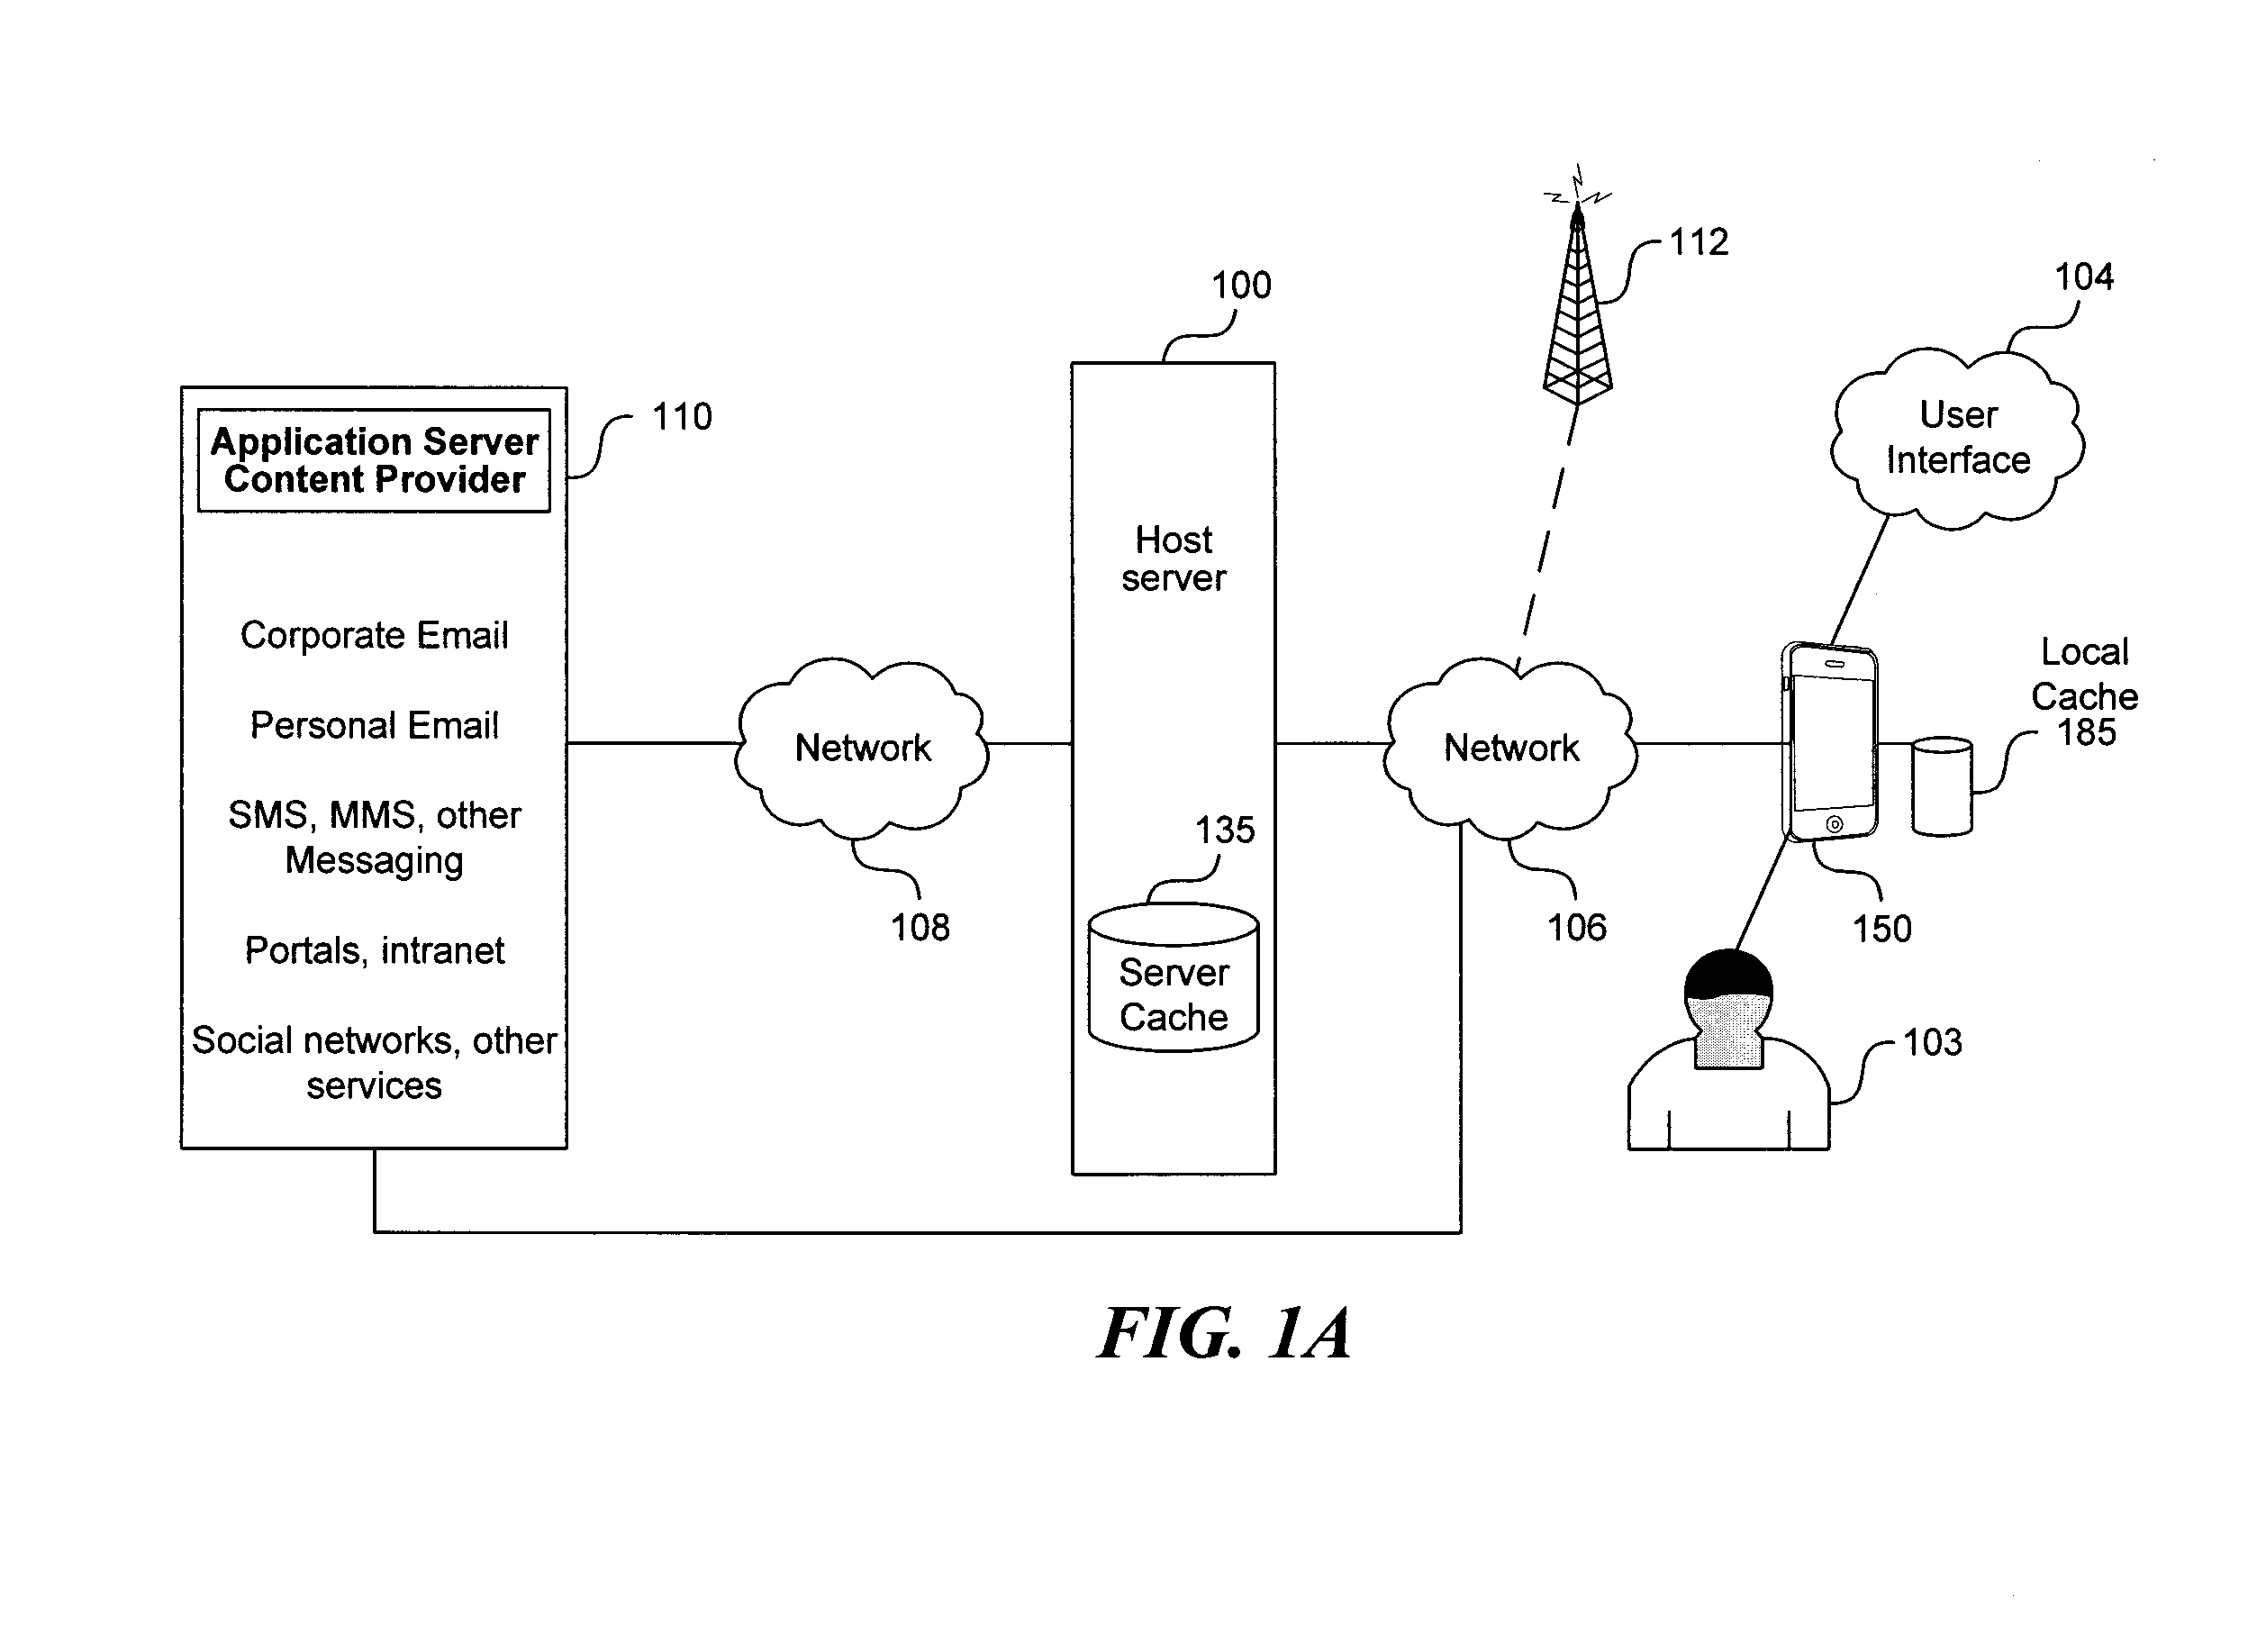 112
104
100
110
Application Server
Content Provider
User
Interface
Host
server
Corporate Email
Local
Cache
185
Personal Email
Network
Network
SMS, MMS, other
Messaging
135
108
106
150
Portals, intranet
Server
Cache
Social networks, other
services
103
FIG. 1A